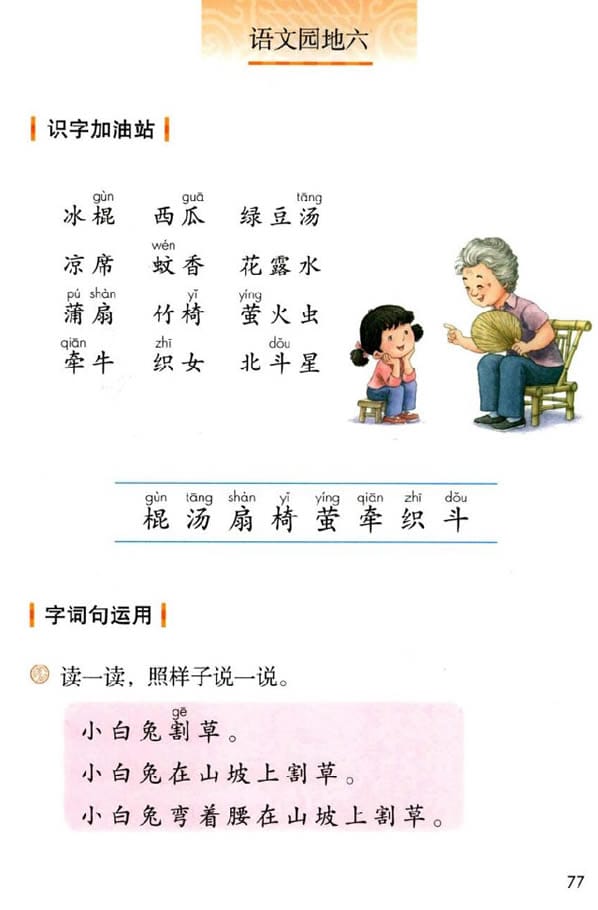 语文园地六
识字加油站
gùn guā tāng
冰棍 西瓜 绿豆汤
wén
凉席 蚊香 花露水
pú shàn yǐ yíng
蒲扇 竹椅 萤火虫
qiān zhī dǒu
牵牛 织女 北斗星
gùn tāng shàn yǐ yíng qiān zhī dǒu
棍 汤 扇 椅 萤 牵 织 斗
字词句运用
读一读，照样子说一说。
gē
小白兔割草。
小白兔在山坡上割草。
小白兔弯着腰在山坡上割草。
77